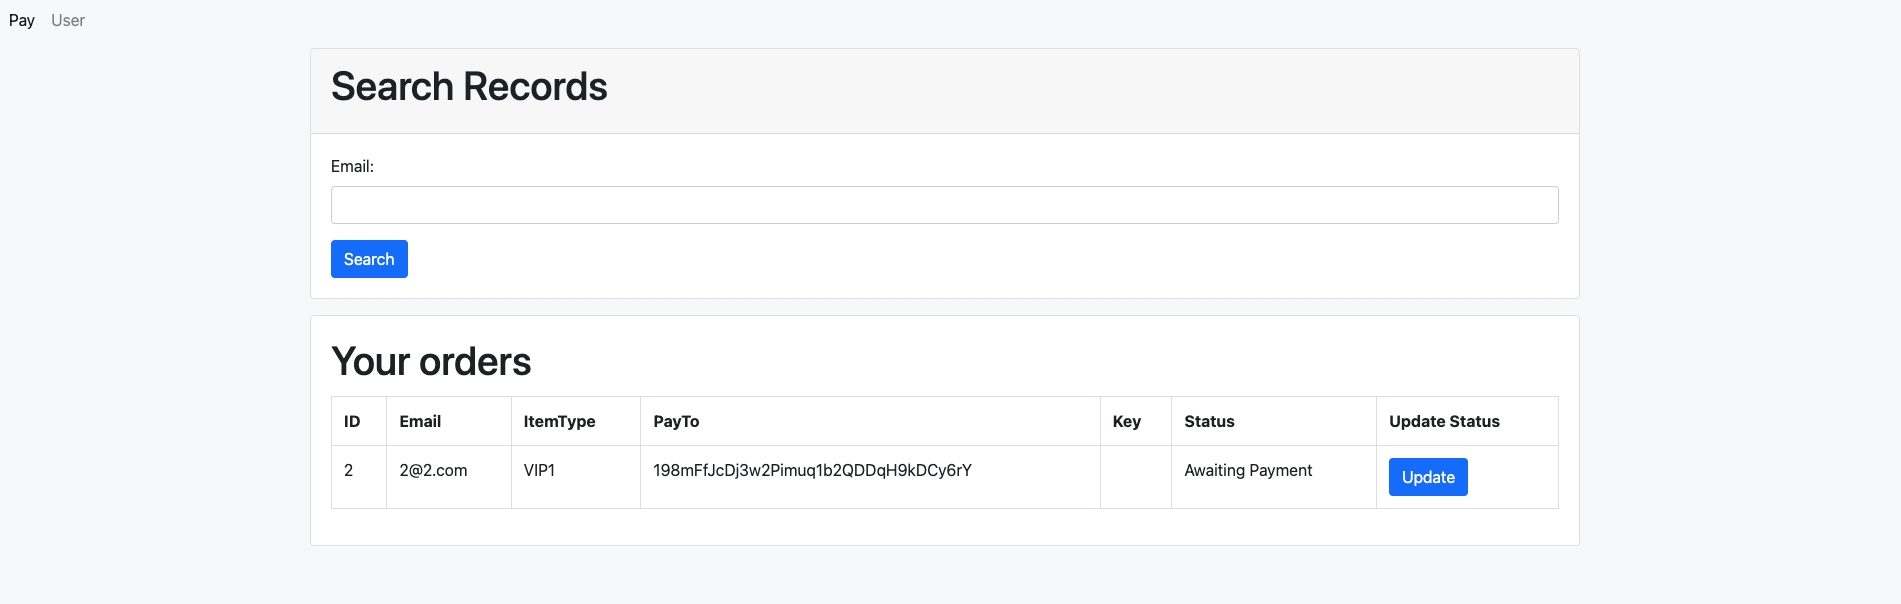 Pay User
Search Records
Email:
Search
Your orders
ID Email ItemType PayTo Key Status Update Status
2 2@2.com VIP1 198mFfJcDj3w2Pimuq1b2QDDqH9kDCy6rY Awaiting Payment Update